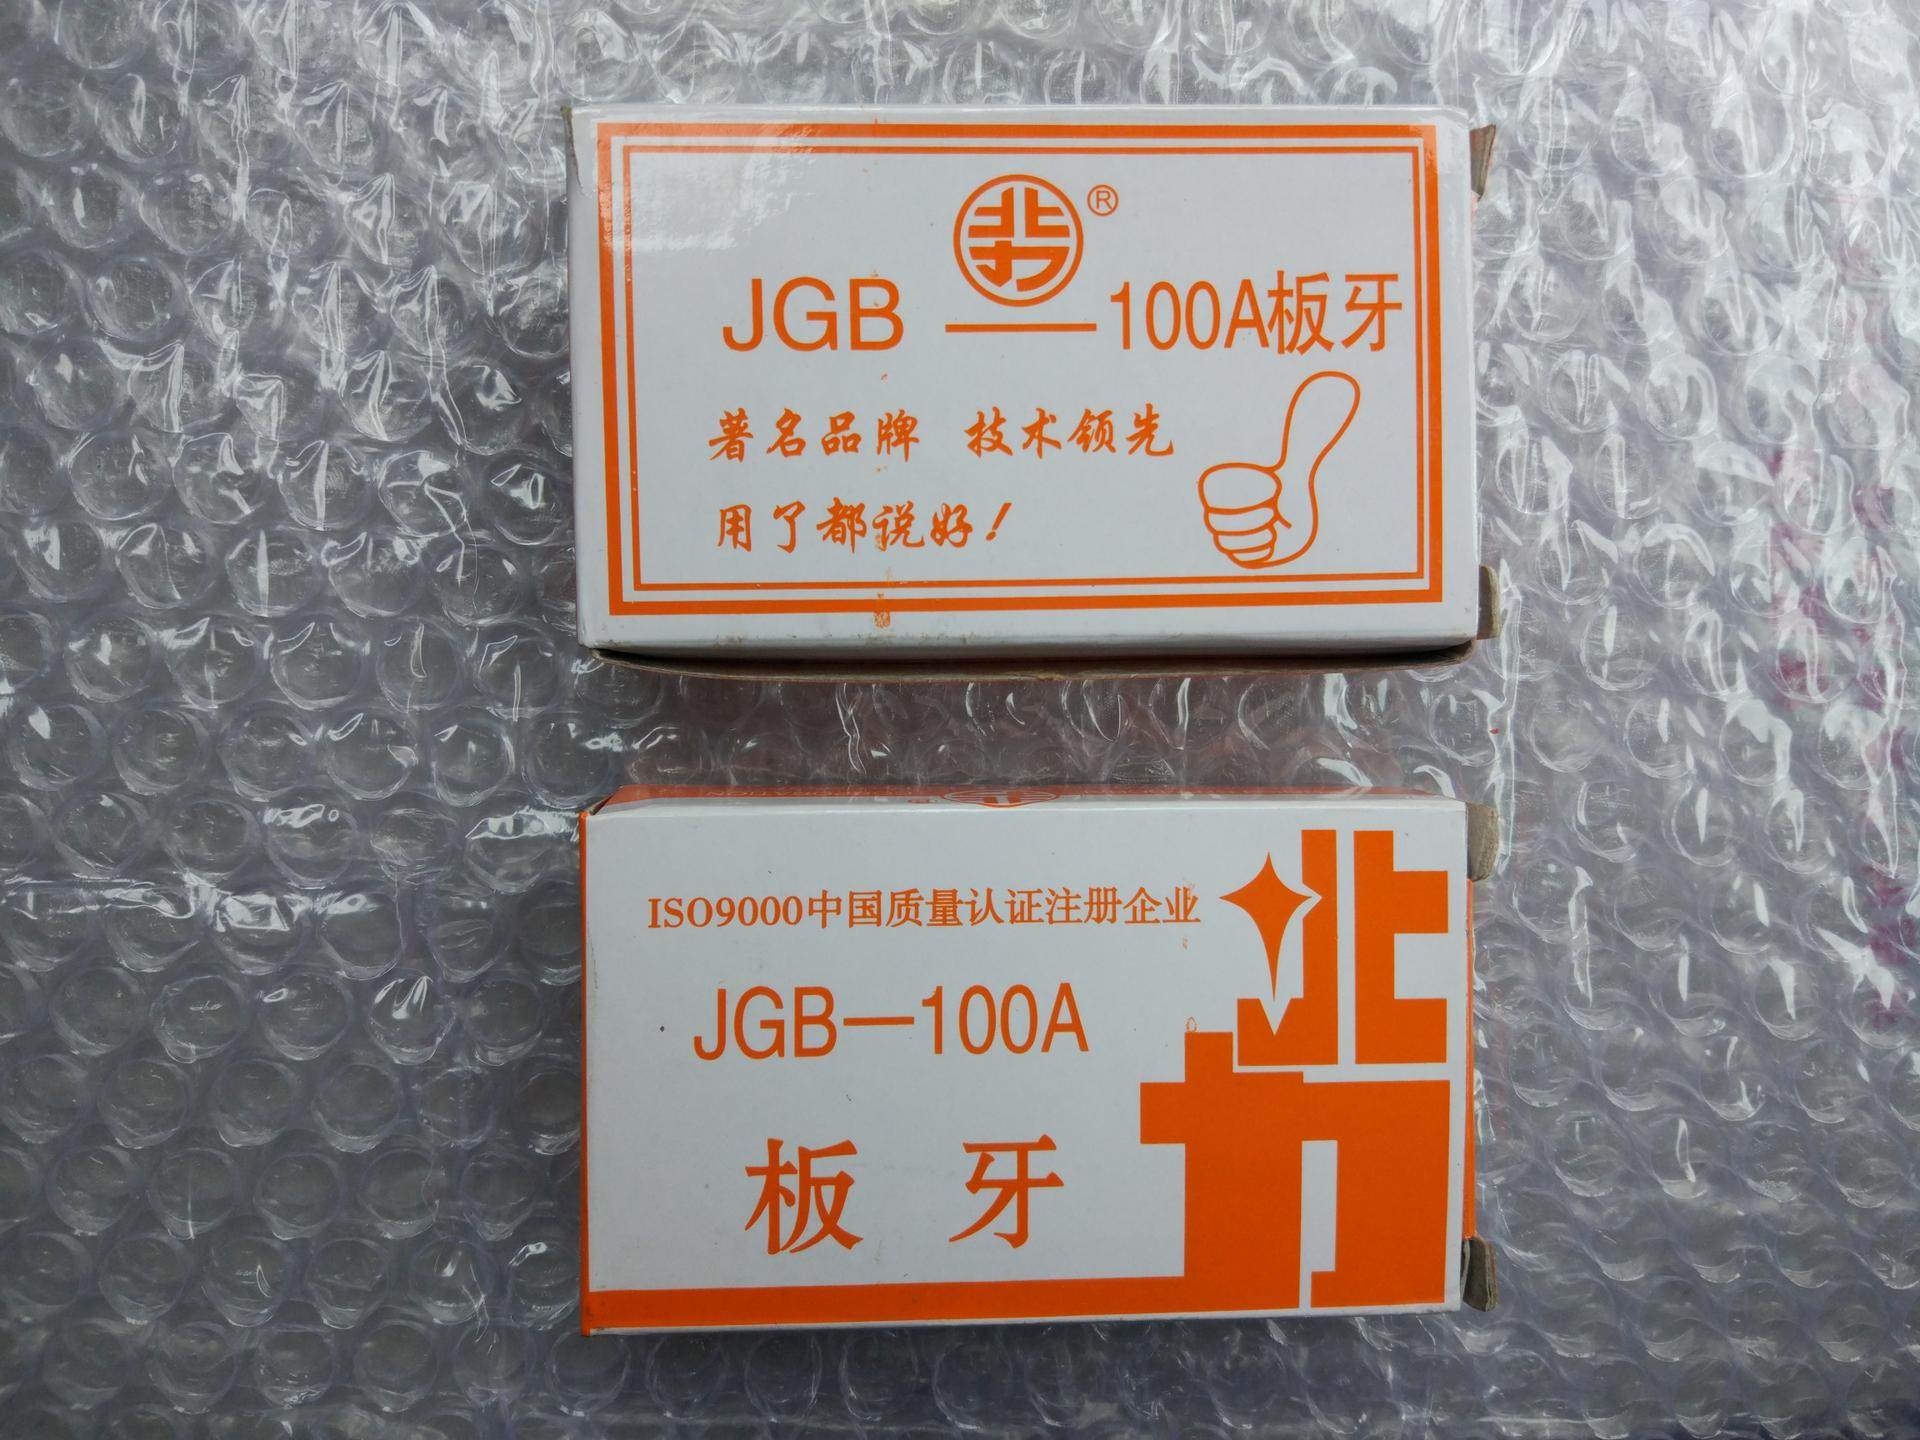 北方®
JGB — 100A板牙
著名品牌 技术领先
用了都说好!
ISO9000中国质量认证注册企业
北方
JGB—100A
板牙